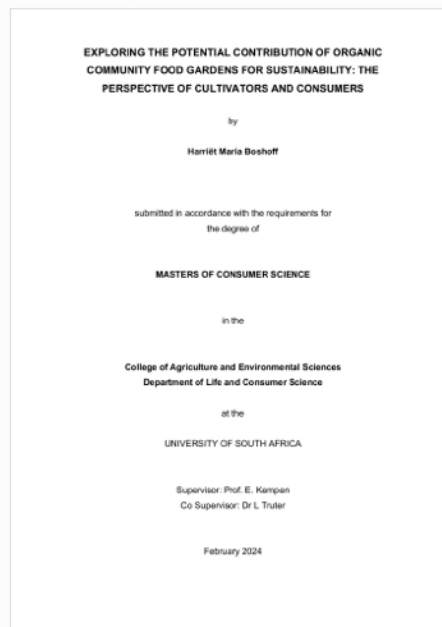 EXPLORING THE POTENTIAL CONTRIBUTION OF ORGANIC
COMMUNITY FOOD GARDENS FOR SUSTAINABILITY: THE
PERSPECTIVE OF CULTIVATORS AND CONSUMERS
by
Harriët Maria Boshoff
submitted in accordance with the requirements for
the degree of
MASTERS OF CONSUMER SCIENCE
in the
College of Agriculture and Environmental Sciences
Department of Life and Consumer Science
at the
UNIVERSITY OF SOUTH AFRICA
Supervisor: Prof. E. Kempen
Co Supervisor: Dr L Truter
February 2024